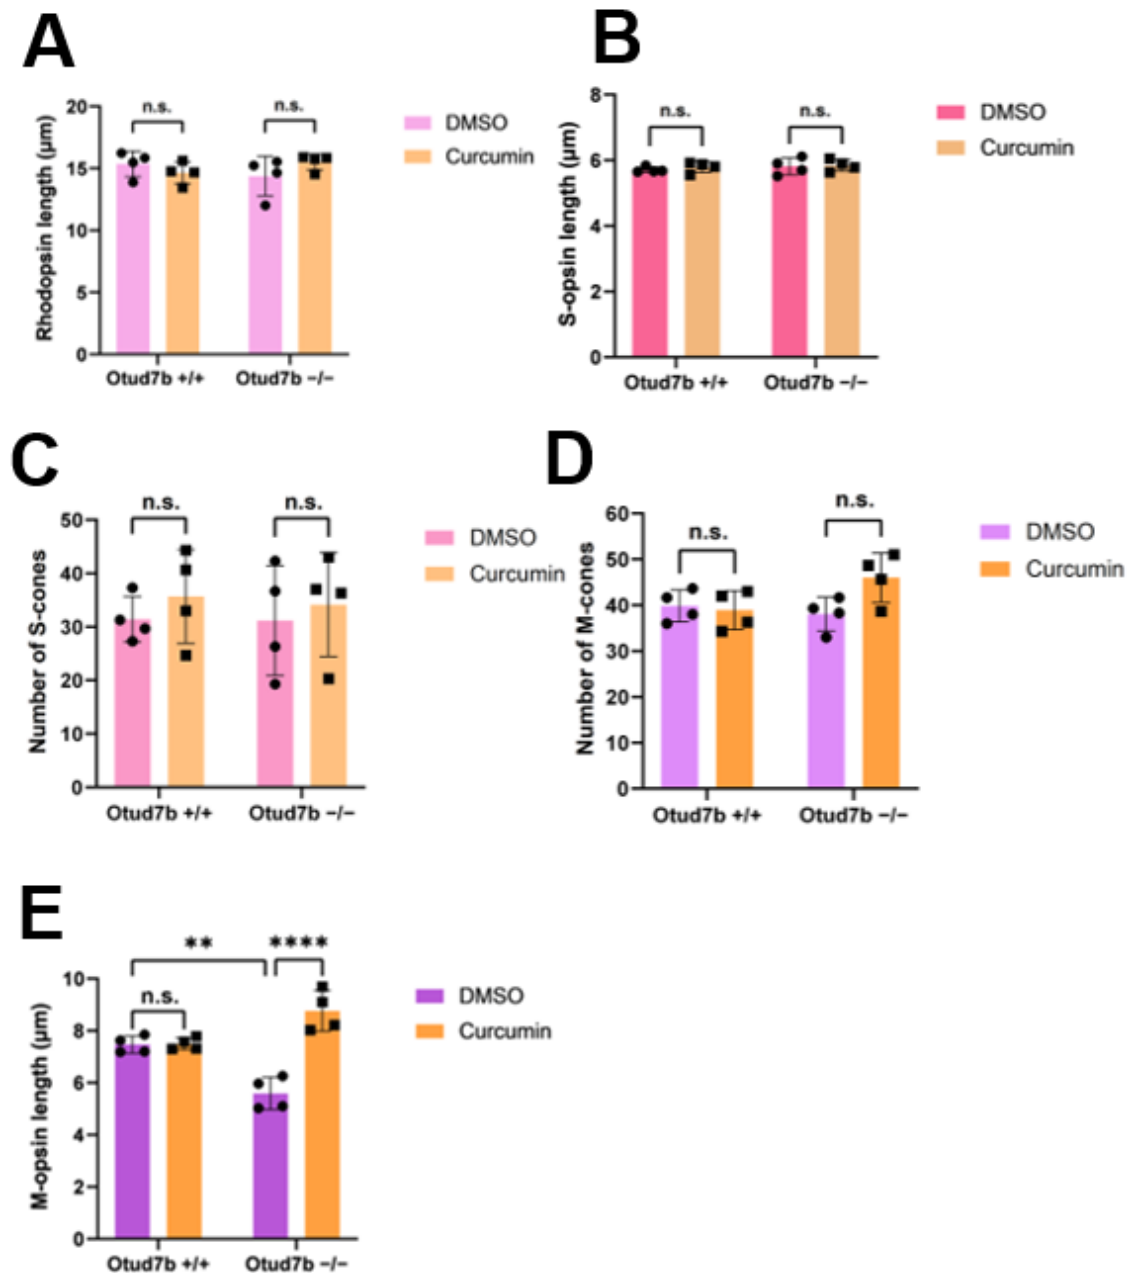 A
Rhodopsin length (μm)
20
15
10
5
0
n.s.
n.s.
Otud7b +/+
Otud7b −/−
DMSO
Curcumin
B
S-opsin length (μm)
8
6
4
2
0
n.s.
n.s.
Otud7b +/+
Otud7b −/−
DMSO
Curcumin
C
Number of S-cones
50
40
30
20
10
0
n.s.
n.s.
Otud7b +/+
Otud7b −/−
DMSO
Curcumin
D
Number of M-cones
60
50
40
30
20
10
0
n.s.
n.s.
Otud7b +/+
Otud7b −/−
DMSO
Curcumin
E
M-opsin length (μm)
10
8
6
4
2
0
** ****
n.s.
Otud7b +/+
Otud7b −/−
DMSO
Curcumin